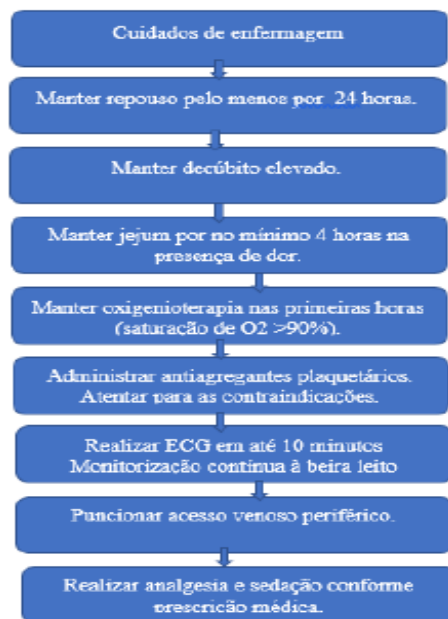 Cuidados de enfermagem
Manter repouso pelo menos por 24 horas.
Manter decúbito elevado.
Manter jejum por no mínimo 4 horas na
presença de dor.
Manter oxigenioterapia nas primeiras horas
(saturação de O2 >90%).
Administrar antiagregantes plaquetários.
Atentar para as contraindicações.
Realizar ECG em até 10 minutos
Monitorização contínua à beira leito
Puncionar acesso venoso periférico.
Realizar analgesia e sedação conforme
prescrição médica.